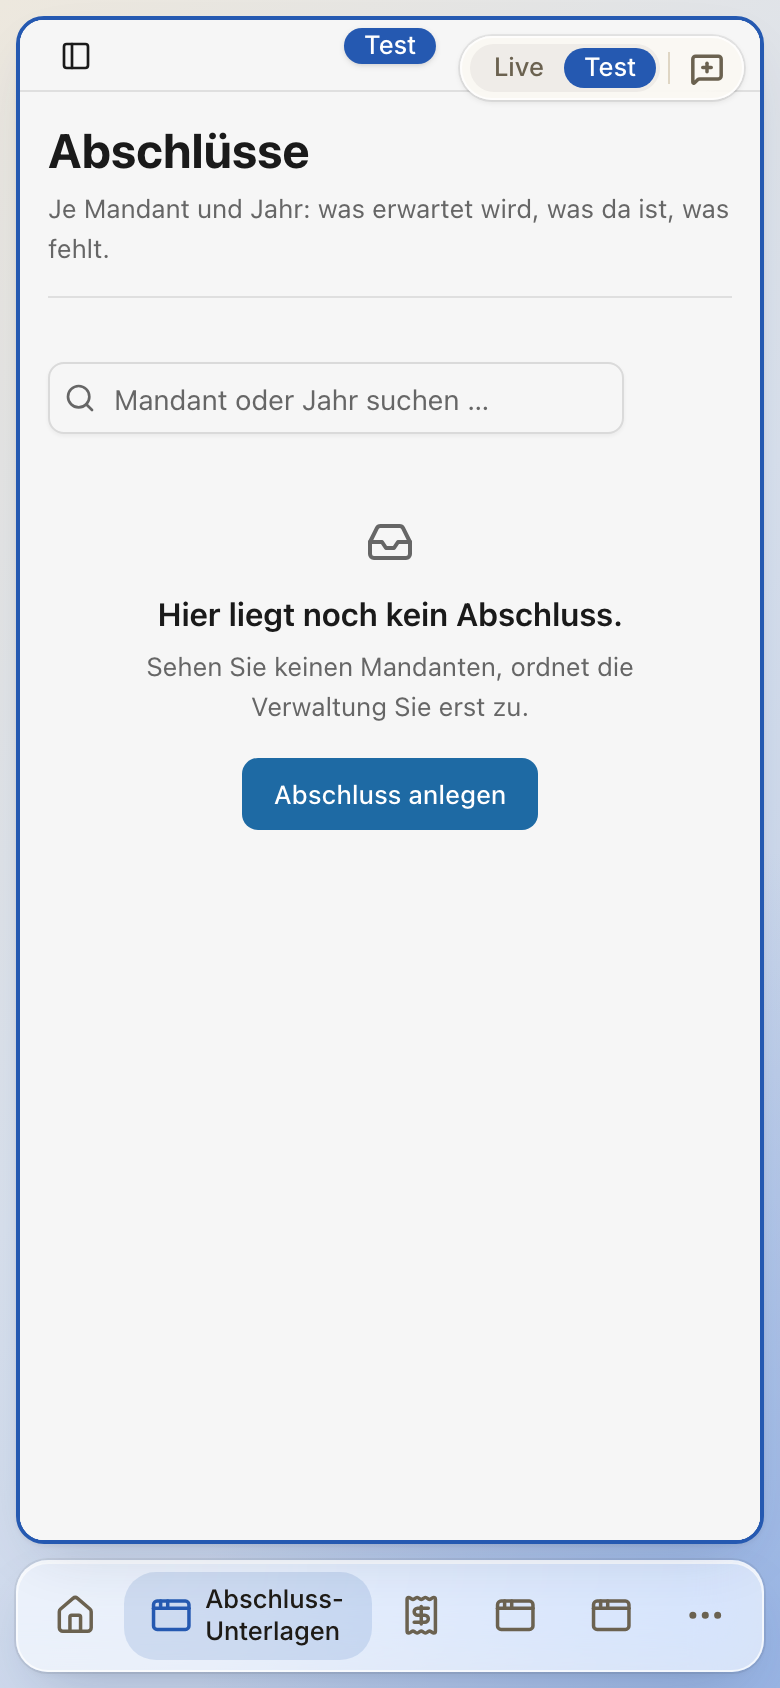 Test
Live
Test
Abschlüsse
Je Mandant und Jahr: was erwartet wird, was da ist, was
fehlt.
Mandant oder Jahr suchen ...
Hier liegt noch kein Abschluss.
Sehen Sie keinen Mandanten, ordnet die
Verwaltung Sie erst zu.
Abschluss anlegen
Abschluss-
Unterlagen